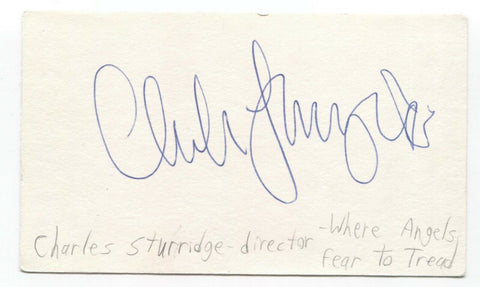 Charles Sturridge-director
-Where Angels
Fear to Tread